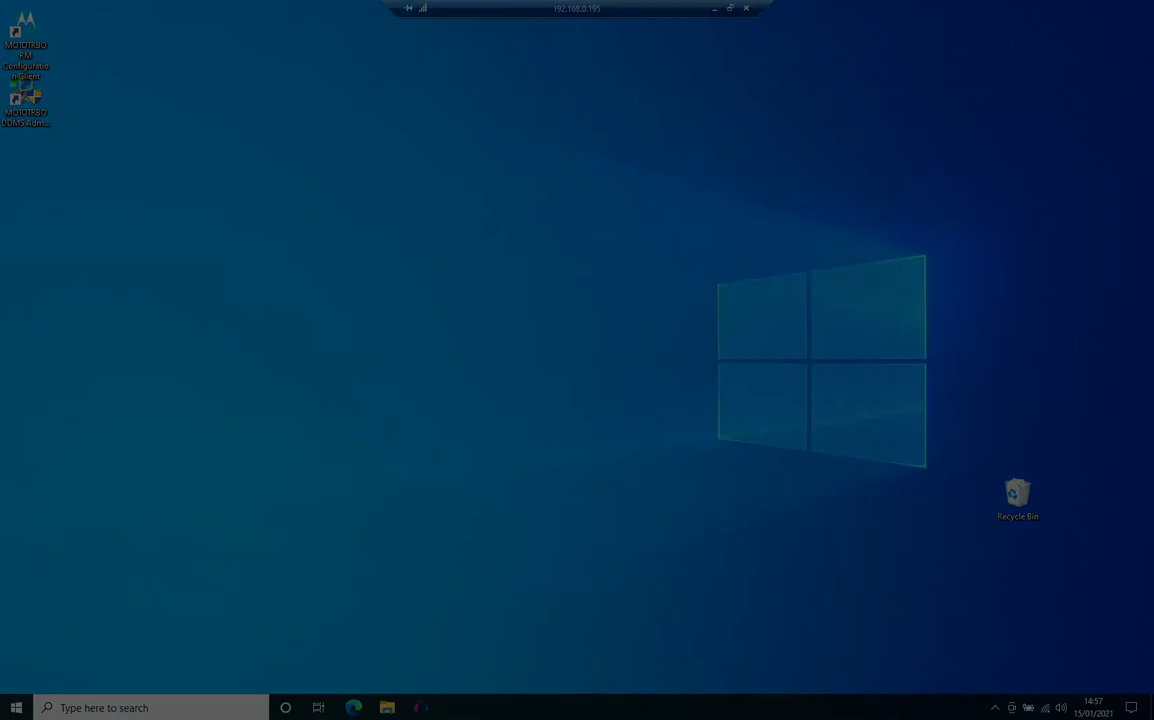 192.168.0.195
MOTOTRBO
RM
Configuratio
n Client
MOTOTRBO
DDMS Adm...
Recycle Bin
Type here to search
14:57
15/01/2021